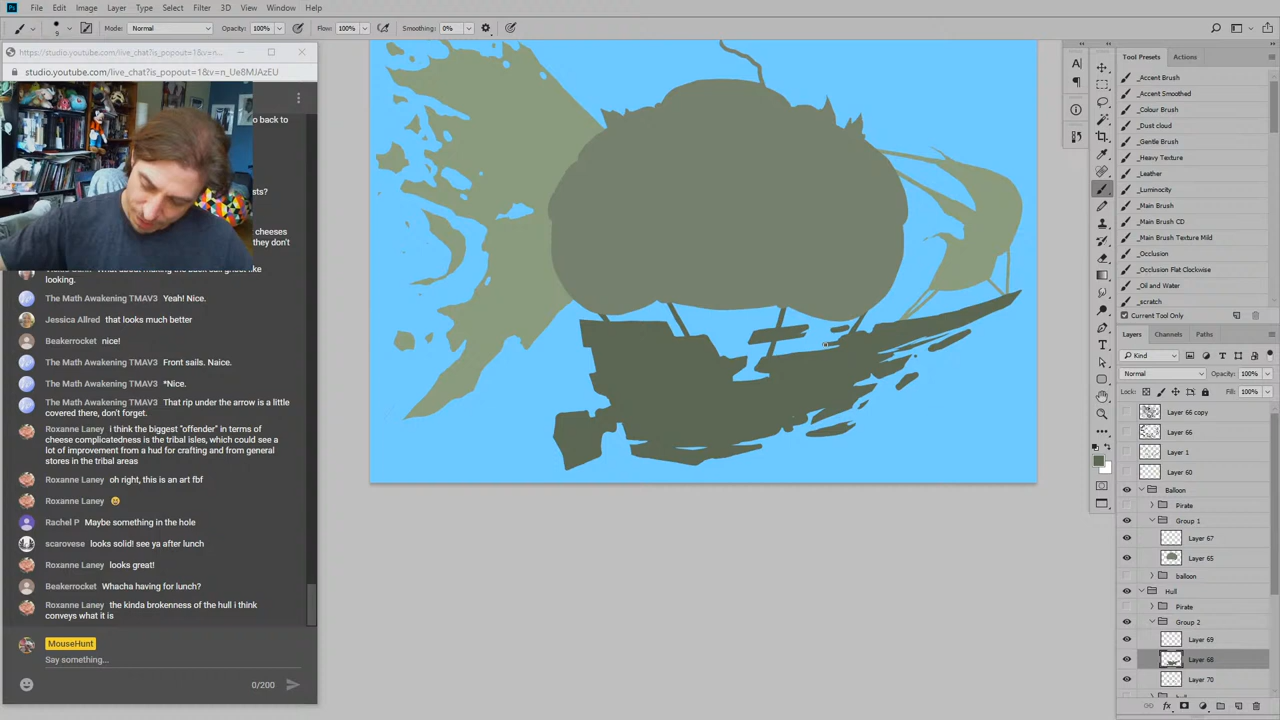 File Edit Image Layer Type Select Filter 3D View Window Help
9 Mode: Normal Opacity: 100% Flow: 100% Smoothing: 0%
https://studio.youtube.com/live_chat?is_popout=1&v=n_...
studio.youtube.com/live_chat?is_popout=1&v=n_Ue8MJAzEU
o back to
sts?
cheeses
they don't
looking.
The Math Awakening TMAV3 Yeah! Nice.
Jessica Allred that looks much better
Beakerrocket nice!
The Math Awakening TMAV3 Front sails. Naice.
The Math Awakening TMAV3 *Nice.
The Math Awakening TMAV3 That rip under the arrow is a little
covered there, don't forget.
Roxanne Laney i think the biggest "offender" in terms of
cheese complicatedness is the tribal isles, which could see a
lot of improvement from a hud for crafting and from general
stores in the tribal areas
Roxanne Laney oh right, this is an art fbf
Roxanne Laney
Rachel P Maybe something in the hole
scarovese looks solid! see ya after lunch
Roxanne Laney looks great!
Beakerrocket Whacha having for lunch?
Roxanne Laney the kinda brokenness of the hull i think
conveys what it is
MouseHunt
Say something...
0/200
Tool Presets Actions
_Accent Brush
_Accent Smoothed
_Colour Brush
_Dust cloud
_Gentle Brush
_Heavy Texture
_Leather
_Luminocity
_Main Brush
_Main Brush CD
_Main Brush Texture Mild
_Occlusion
_Occlusion Flat Clockwise
_Oil and Water
_scratch
Current Tool Only
Layers Channels Paths
Kind
Normal Opacity: 100%
Lock: Fill: 100%
Layer 66 copy
Layer 66
Layer 1
Layer 60
Balloon
Pirate
Group 1
Layer 67
Layer 65
balloon
Hull
Pirate
Group 2
Layer 69
Layer 68
Layer 70